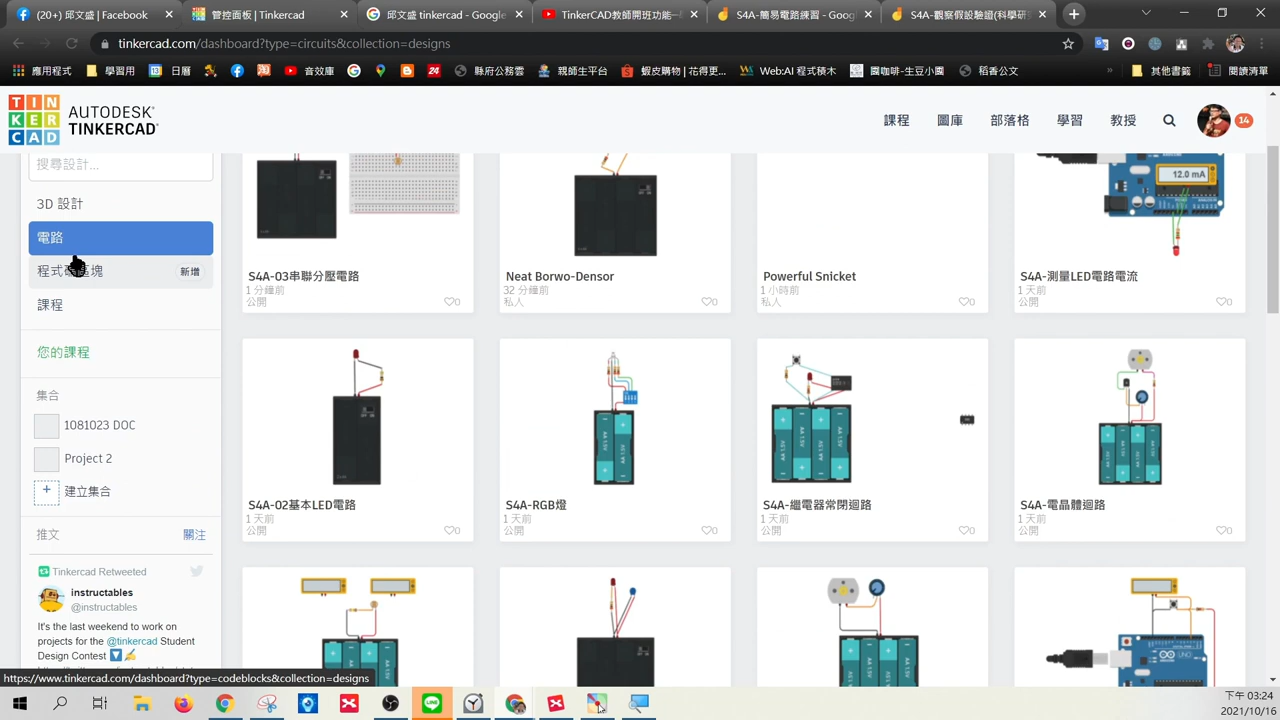 (20+) 邱文盛 | Facebook
管控面板 | Tinkercad
邱文盛 tinkercad - Google
TinkerCAD教師開班功能一
S4A-簡易電路練習 - Goog
S4A-觀察假設驗證(科學研
tinkercad.com/dashboard?type=circuits&collection=designs
應用程式
學習用
日曆
音效庫
縣府公雲
親師生平台
蝦皮購物 | 花得更...
Web:AI 程式積木
國咖啡-生豆小圈
稻香公文
其他書籤
閱讀清單
TINKERCAD
AUTODESK
TINKERCAD
課程
圖庫
部落格
學習
教授
14
搜尋設計...
3D 設計
電路
新增
課程
您的課程
集合
1081023 DOC
Project 2
建立集合
推文
關注
Tinkercad Retweeted
instructables
@instructables
It's the last weekend to work on
projects for the @tinkercad Student
Design Contest
S4A-03串聯分壓電路
1 分鐘前
公開
0
Neat Borwo-Densor
32 分鐘前
私人
0
Powerful Snicket
1 小時前
私人
0
12.0 mA
S4A-測量LED電路電流
1 天前
公開
0
S4A-02基本LED電路
1 天前
公開
0
S4A-RGB燈
1 天前
公開
0
S4A-繼電器常閉迴路
1 天前
公開
0
S4A-電晶體迴路
1 天前
公開
0
https://www.tinkercad.com/dashboard?type=codeblocks&collection=designs
下午 03:24
2021/10/16